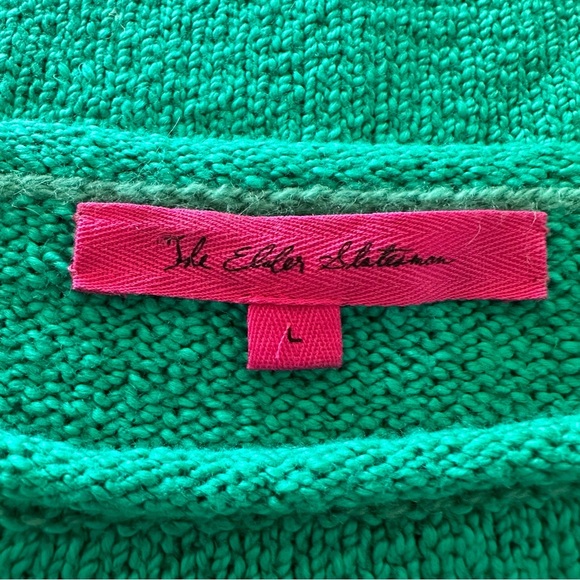 The Elder Statesman
L